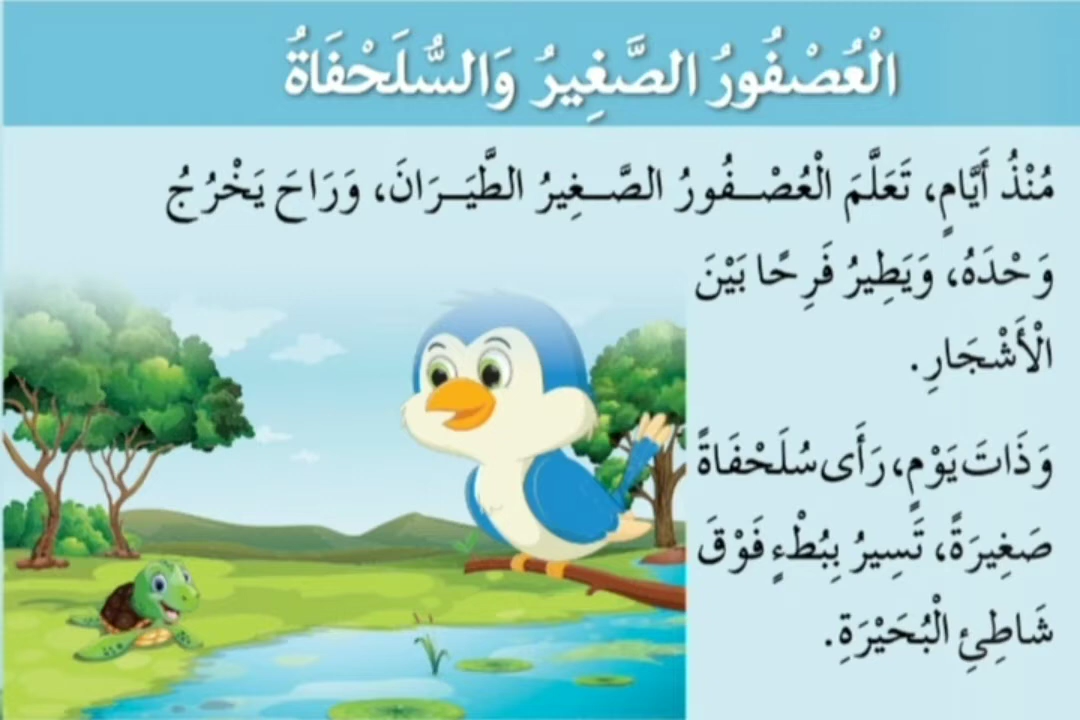 الْعُصْفُورُ الصَّغِيرُ وَالسُّلَحْفَاةُ
مُنْذُ أَيَّامٍ، تَعَلَّمَ الْعُصْفُورُ الصَّغِيرُ الطَّيَرَانَ، وَرَاحَ يَخْرُجُ
وَحْدَهُ، وَيَطِيرُ فَرِحًا بَيْنَ
الْأَشْجَارِ.
وَذَاتَ يَوْمٍ، رَأَى سُلَحْفَاةً
صَغِيرَةً، تَسِيرُ بِبُطْءٍ فَوْقَ
شَاطِئِ الْبُحَيْرَةِ.